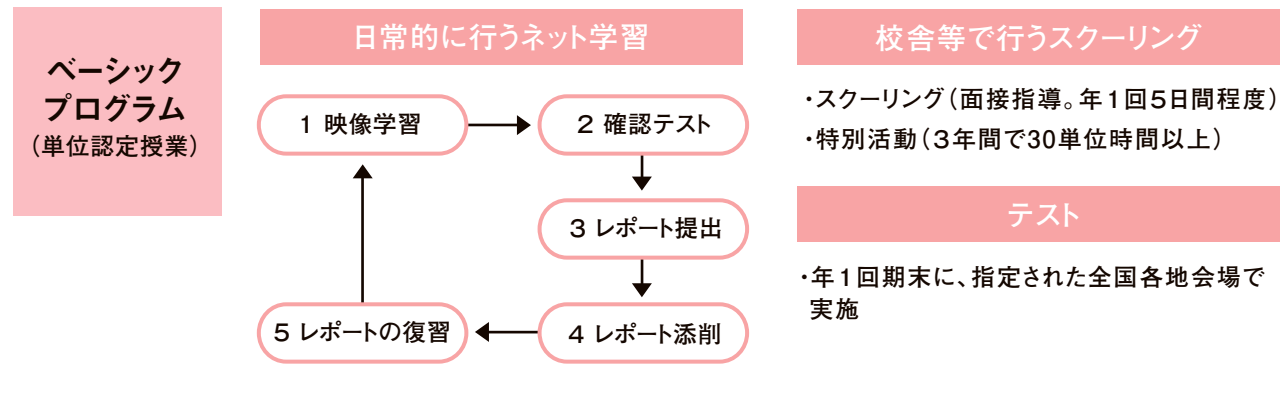 ベーシック
プログラム
（単位認定授業）
日常的に行うネット学習
1 映像学習
2 確認テスト
3 レポート提出
4 レポート添削
5 レポートの復習
校舎等で行うスクーリング
・スクーリング（面接指導。年1回5日間程度）
・特別活動（3年間で30単位時間以上）
テスト
・年1回期末に、指定された全国各地会場で
実施